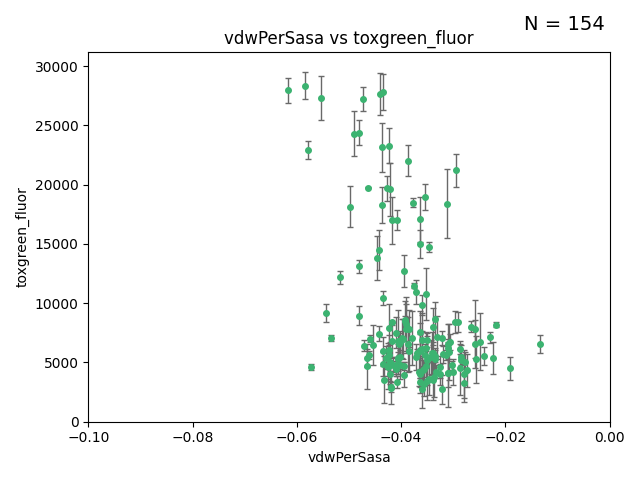 N = 154
vdwPerSasa vs toxgreen_fluor
toxgreen_fluor
30000
25000
20000
15000
10000
5000
0
−0.10 −0.08 −0.06 −0.04 −0.02 0.00
vdwPerSasa